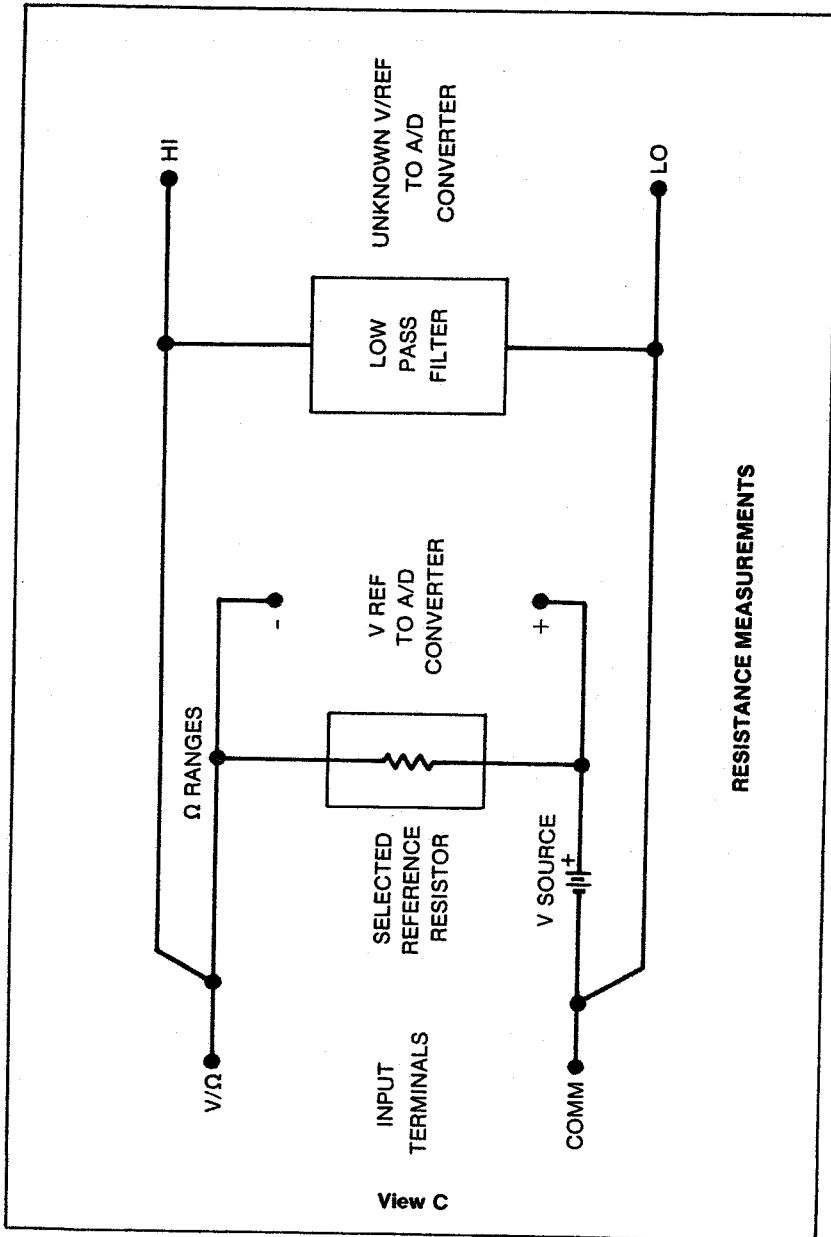 V/Ω
INPUT
TERMINALS
COMM
Ω RANGES
SELECTED
REFERENCE
RESISTOR
V SOURCE
+
-
V REF
TO A/D
CONVERTER
+
LOW
PASS
FILTER
HI
UNKNOWN V/REF
TO A/D
CONVERTER
LO
RESISTANCE MEASUREMENTS
View C